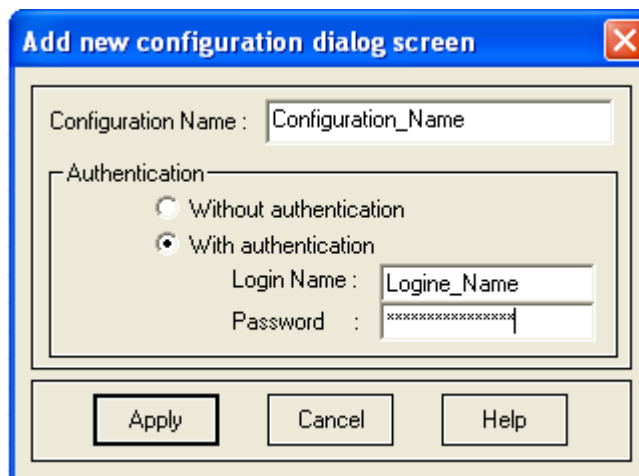 Add new configuration dialog screen
Configuration Name : Configuration_Name
Authentication
Without authentication
With authentication
Login Name : Logine_Name
Password : ****************
Apply Cancel Help